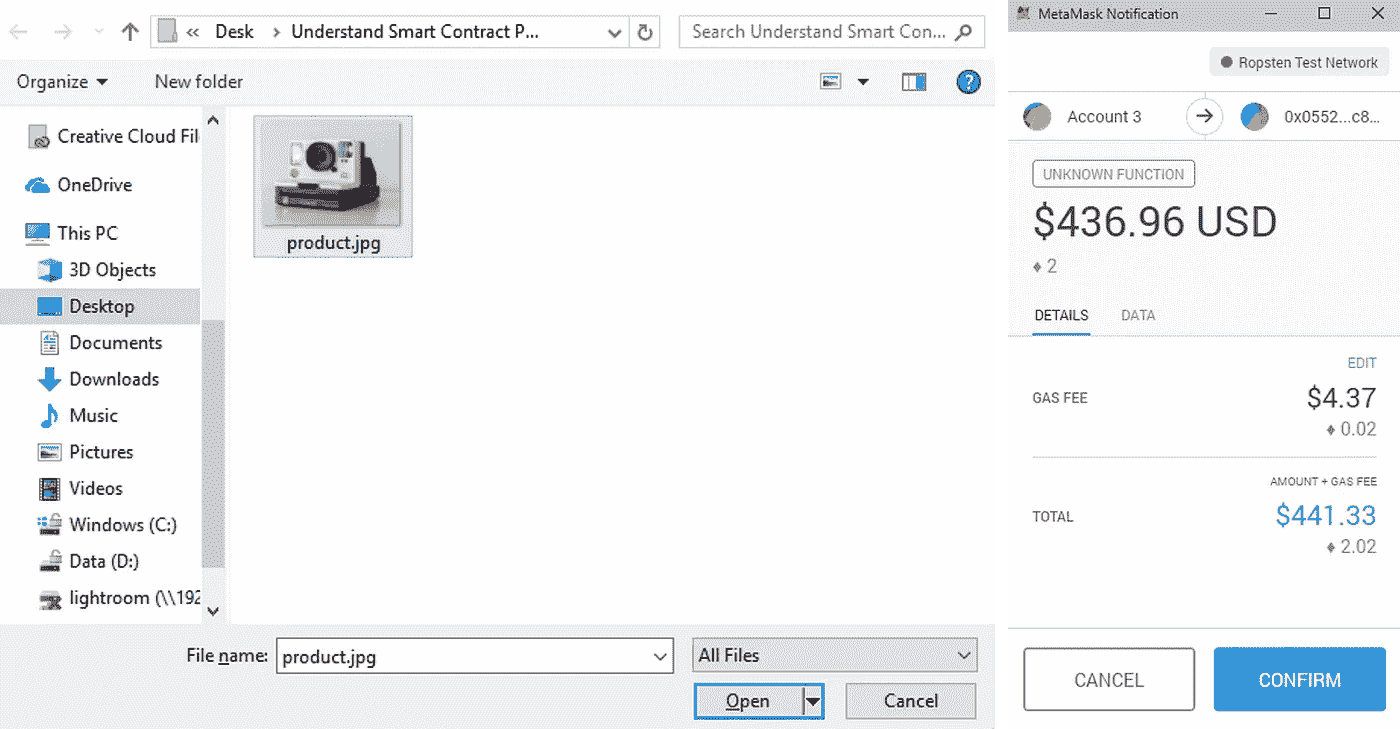 « Desk > Understand Smart Contract P...
Search Understand Smart Con...
Organize
New folder
?
Creative Cloud Fil
OneDrive
This PC
3D Objects
Desktop
Documents
Downloads
Music
Pictures
Videos
Windows (C:)
Data (D:)
lightroom (\\192
product.jpg
File name: product.jpg
All Files
Open
Cancel
MetaMask Notification
Ropsten Test Network
Account 3
0x0552...c8...
UNKNOWN FUNCTION
$436.96 USD
2
DETAILS DATA
EDIT
GAS FEE $4.37
0.02
AMOUNT + GAS FEE
TOTAL $441.33
2.02
CANCEL CONFIRM